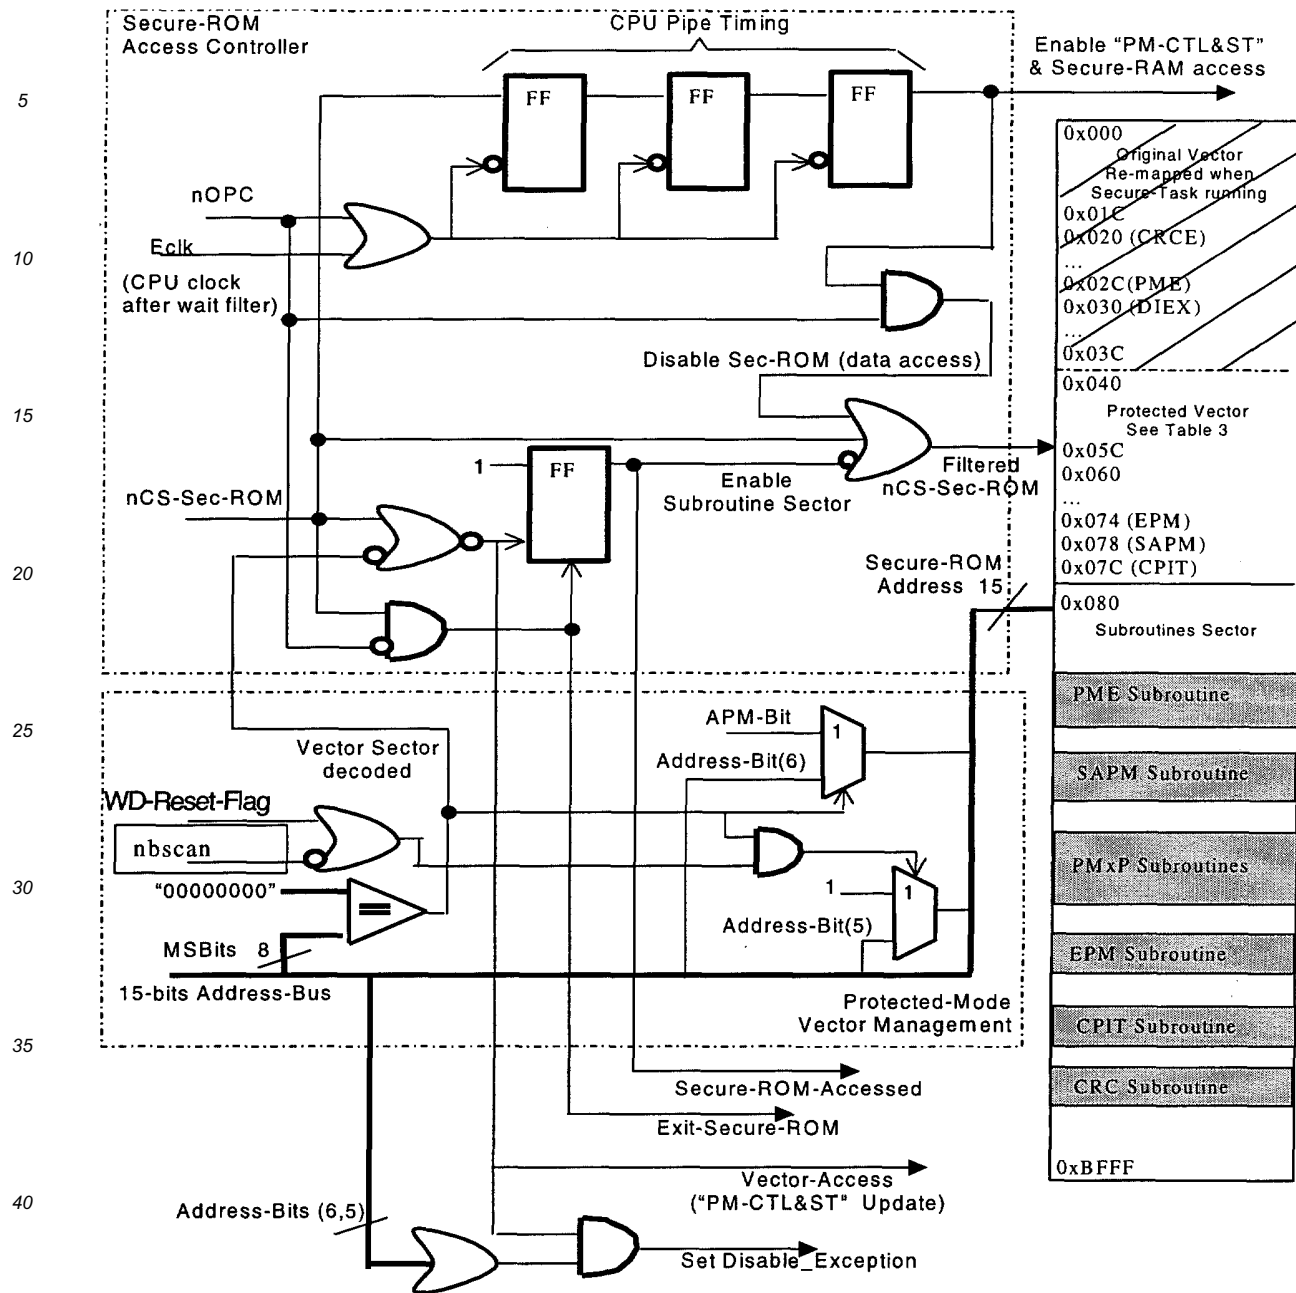 Secure-ROM
Access Controller
CPU Pipe Timing
Enable "PM-CTL&ST"
& Secure-RAM access
5
FF
FF
FF
0x000
Original Vector
Re-mapped when
Secure-Task running
0x01C
0x020 (CRCE)
...
0x02C(PME)
0x030 (DIEX)
...
0x03C
nOPC
Eclk
10
(CPU clock
after wait filter)
Disable Sec-ROM (data access)
0x040
15
Protected Vector
See Table 3
0x05C
0x060
...
0x074 (EPM)
0x078 (SAPM)
0x07C (CPIT)
1
FF
Enable
Subroutine Sector
Filtered
nCS-Sec-ROM
nCS-Sec-ROM
20
Secure-ROM
Address 15
0x080
Subroutines Sector
PME Subroutine
25
APM-Bit
1
Vector Sector
decoded
Address-Bit(6)
SAPM Subroutine
WD-Reset-Flag
nbscan
PMxP Subroutines
30
"00000000"
=
1
1
Address-Bit(5)
MSBits 8
EPM Subroutine
15-bits Address-Bus
Protected-Mode
Vector Management
CPIT Subroutine
35
Secure-ROM-Accessed
CRC Subroutine
Exit-Secure-ROM
Vector-Access
("PM-CTL&ST" Update)
0xBFFF
40
Address-Bits (6,5)
Set Disable_Exception